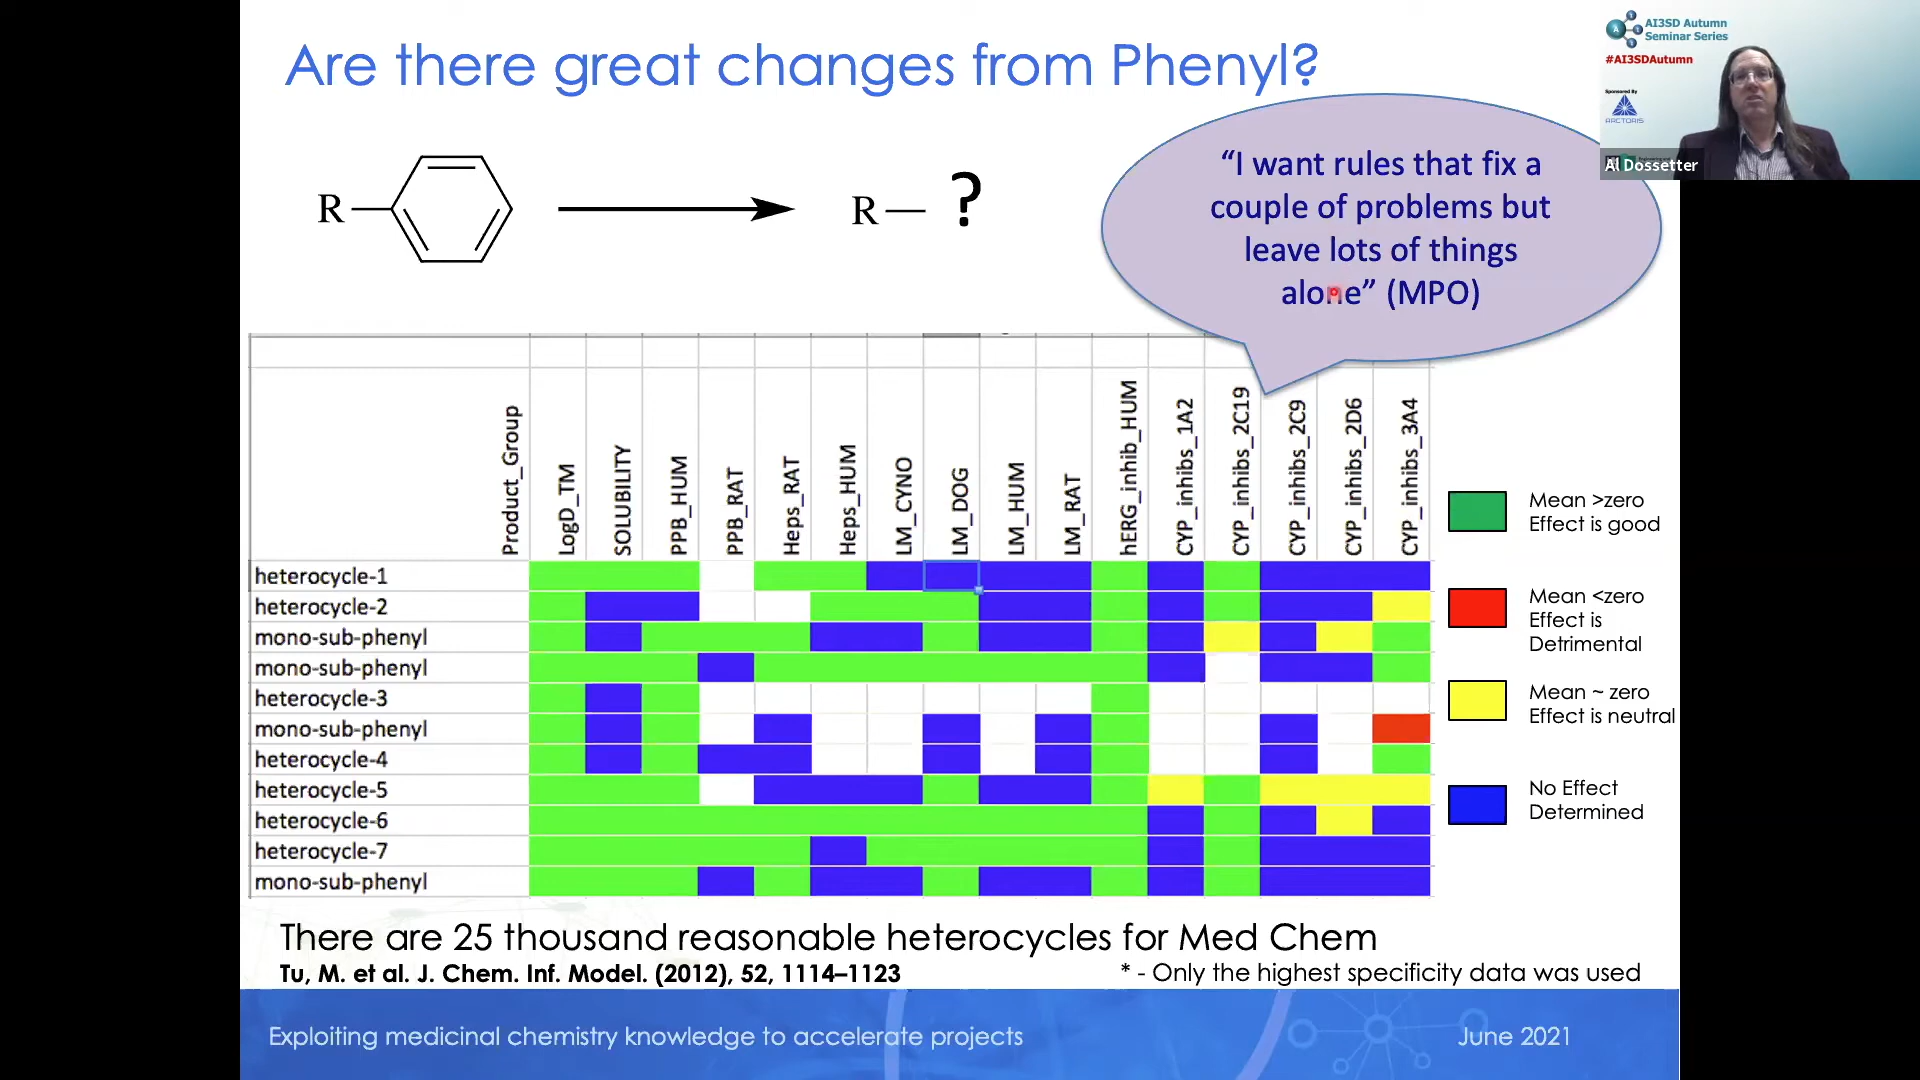 Are there great changes from Phenyl?
AI3SD Autumn
Seminar Series
#AI3SDAutumn
Sponsored By
ARCTORIS
Al Dossetter
R
R — ?
“I want rules that fix a
couple of problems but
leave lots of things
alone” (MPO)
Product_Group
LogD_TM
SOLUBILITY
PPB_HUM
PPB_RAT
Heps_RAT
Heps_HUM
LM_CYNO
LM_DOG
LM_HUM
LM_RAT
hERG_inhib_HUM
CYP_inhibs_1A2
CYP_inhibs_2C19
CYP_inhibs_2C9
CYP_inhibs_2D6
CYP_inhibs_3A4
heterocycle-1
heterocycle-2
mono-sub-phenyl
mono-sub-phenyl
heterocycle-3
mono-sub-phenyl
heterocycle-4
heterocycle-5
heterocycle-6
heterocycle-7
mono-sub-phenyl
Mean >zero
Effect is good
Mean <zero
Effect is
Detrimental
Mean ~ zero
Effect is neutral
No Effect
Determined
There are 25 thousand reasonable heterocycles for Med Chem
Tu, M. et al. J. Chem. Inf. Model. (2012), 52, 1114–1123
* - Only the highest specificity data was used
Exploiting medicinal chemistry knowledge to accelerate projects
June 2021